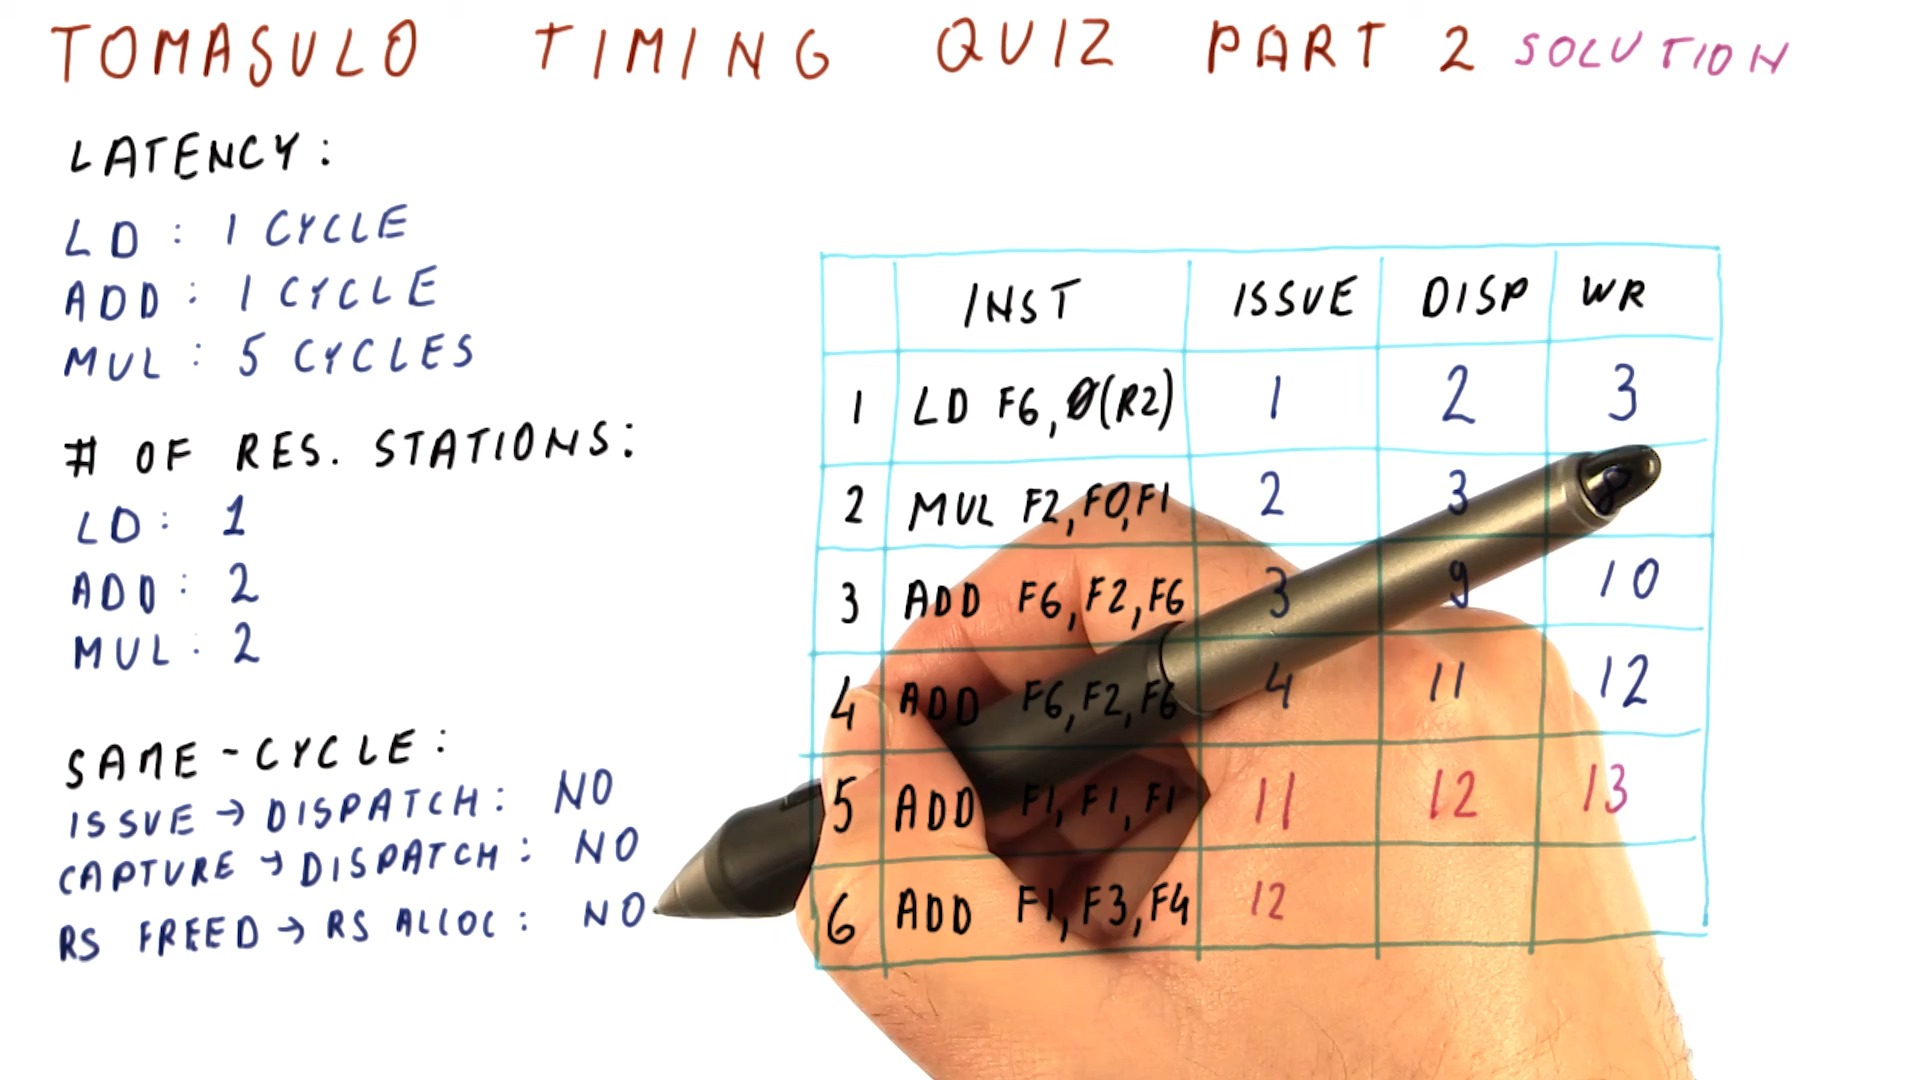 TOMASULO TIMING QUIZ PART 2 SOLUTION
LATENCY:
LD: 1 CYCLE
ADD: 1 CYCLE
MUL: 5 CYCLES
# OF RES. STATIONS:
LD: 1
ADD: 2
MUL: 2
SAME-CYCLE:
ISSUE → DISPATCH: NO
CAPTURE → DISPATCH: NO
RS FREED → RS ALLOC: NO
INST ISSUE DISP WR
1 LD F6, 0(R2) 1 2 3
2 MUL F2, F0, F1 2 3 8
3 ADD F6, F2, F6 3 9 10
4 ADD F6, F2, F6 4 11 12
5 ADD F1, F1, F1 11 12 13
6 ADD F1, F3, F4 12